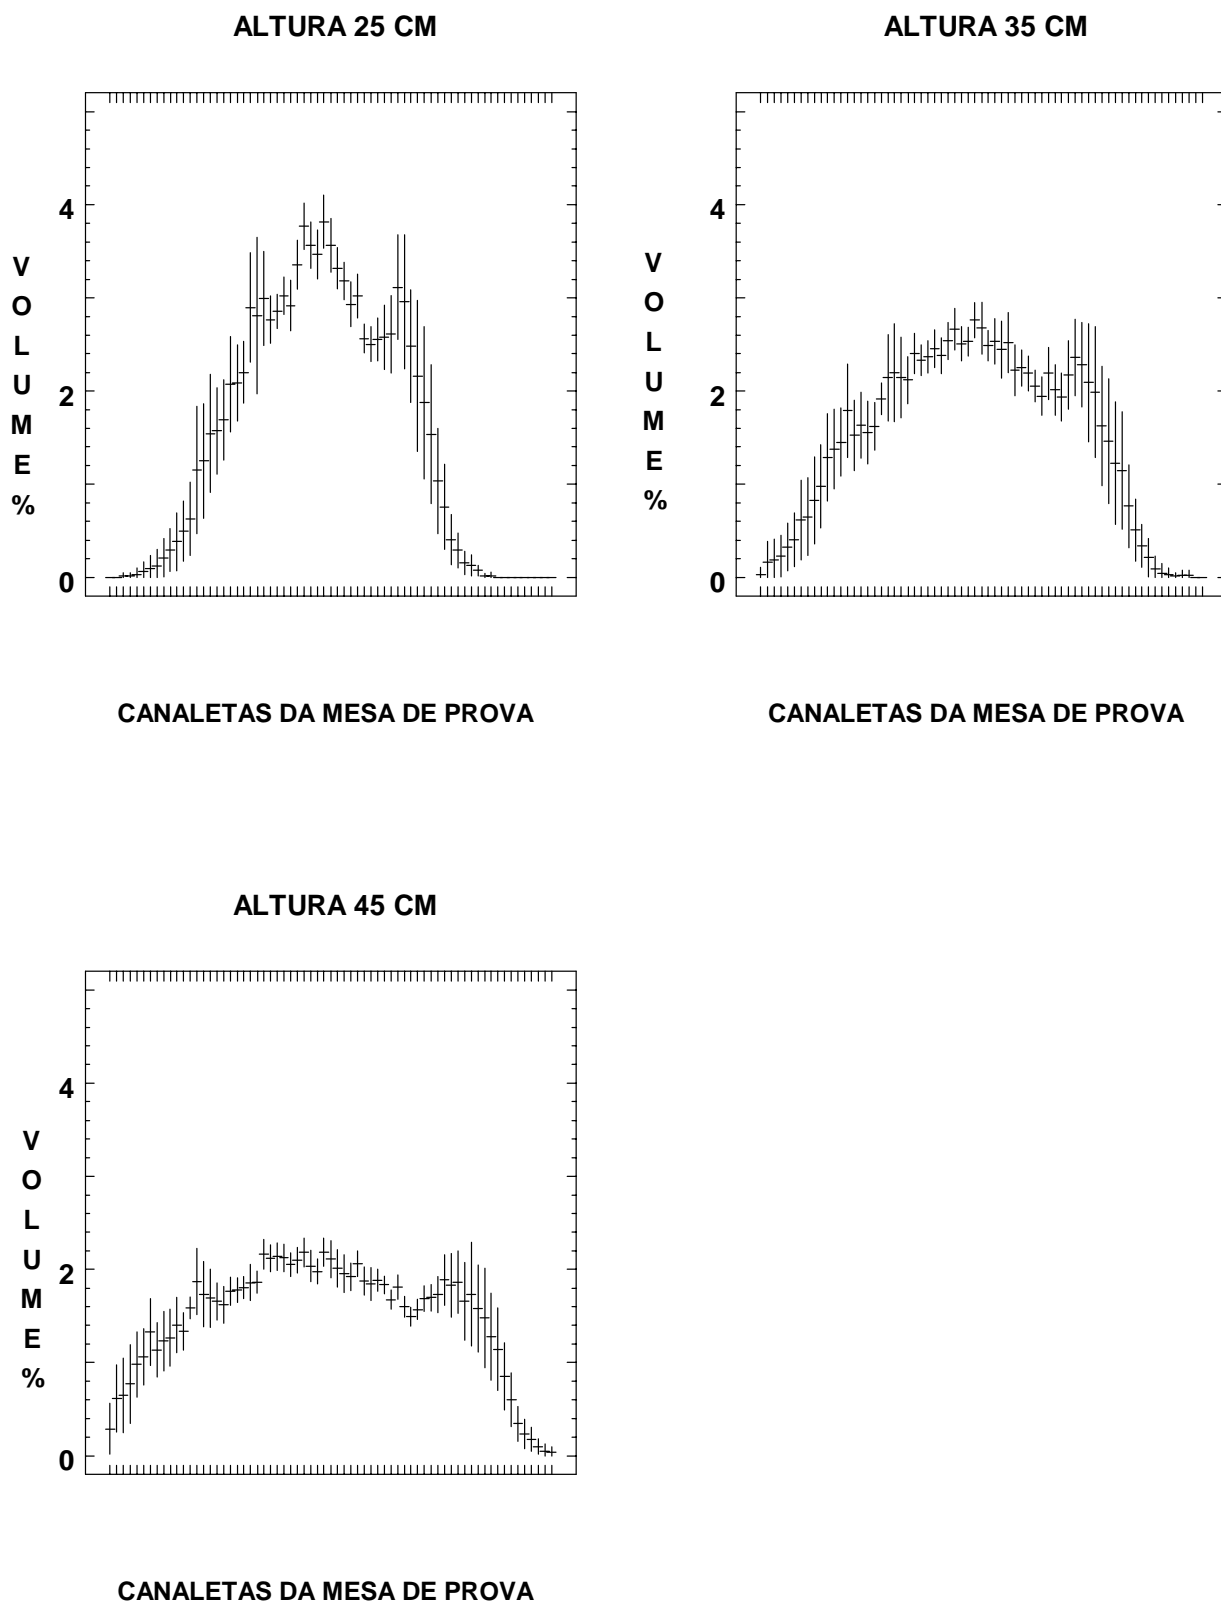 ALTURA 25 CM
4
2
0
V
O
L
U
M
E
%
CANALETAS DA MESA DE PROVA
ALTURA 35 CM
4
2
0
V
O
L
U
M
E
%
CANALETAS DA MESA DE PROVA
ALTURA 45 CM
4
2
0
V
O
L
U
M
E
%
CANALETAS DA MESA DE PROVA